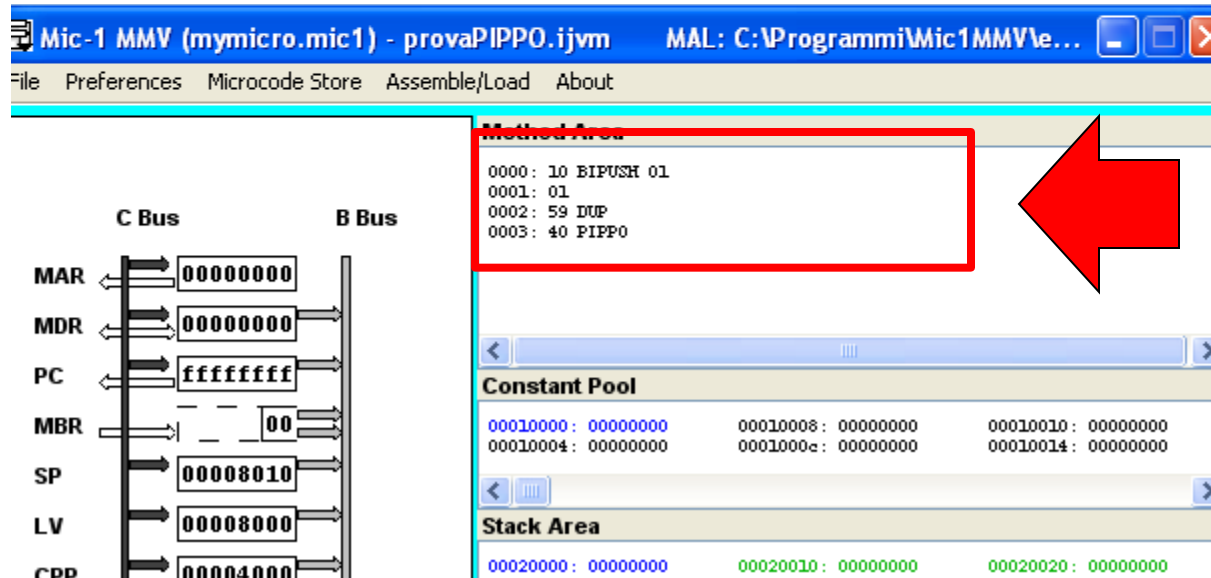 Mic-1 MMV (mymicro.mic1) - provaPIPPO.ijvm MAL: C:\Programmi\Mic1MMV\e...
File Preferences Microcode Store Assemble/Load About
Method Area
0000: 10 BIPUSH 01
0001: 01
0002: 59 DUP
0003: 40 PIPPO
C Bus B Bus
MAR 00000000
MDR 00000000
PC ffffffff
MBR 00
SP 00008010
LV 00008000
CPP 00004000
Constant Pool
00010000: 00000000 00010008: 00000000 00010010: 00000000
00010004: 00000000 0001000c: 00000000 00010014: 00000000
Stack Area
00020000: 00000000 00020010: 00000000 00020020: 00000000